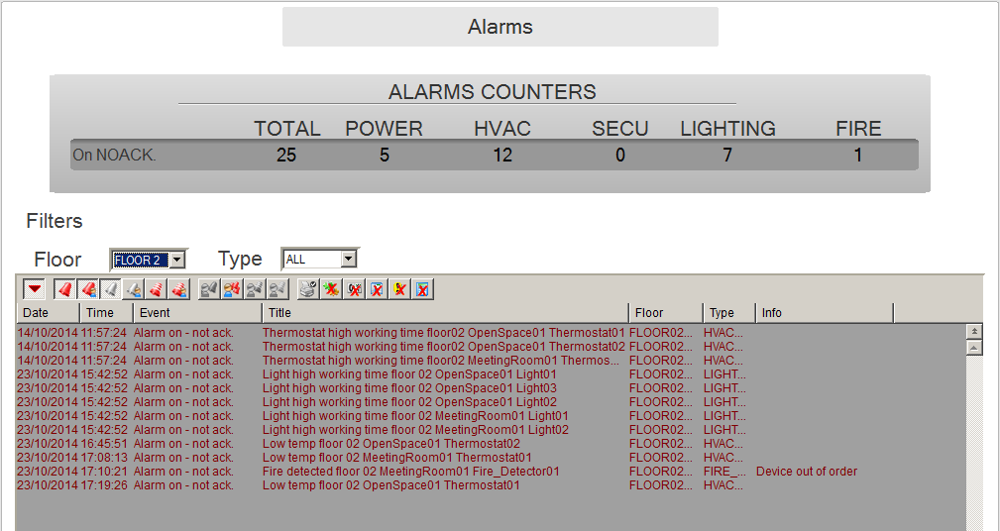 Alarms
ALARMS COUNTERS
TOTAL POWER HVAC SECU LIGHTING FIRE
On NOACK. 25 5 12 0 7 1
Filters
Floor FLOOR 2 Type ALL
Date Time Event Title Floor Type Info
14/10/2014 11:57:24 Alarm on - not ack. Thermostat high working time floor02 OpenSpace01 Thermostat01 FLOOR02... HVAC...
14/10/2014 11:57:24 Alarm on - not ack. Thermostat high working time floor02 OpenSpace01 Thermostat02 FLOOR02... HVAC...
14/10/2014 11:57:24 Alarm on - not ack. Thermostat high working time floor02 MeetingRoom01 Thermos... FLOOR02... HVAC...
23/10/2014 15:42:52 Alarm on - not ack. Light high working time floor 02 OpenSpace01 Light01 FLOOR02... LIGHT...
23/10/2014 15:42:52 Alarm on - not ack. Light high working time floor 02 OpenSpace01 Light03 FLOOR02... LIGHT...
23/10/2014 15:42:52 Alarm on - not ack. Light high working time floor 02 OpenSpace01 Light02 FLOOR02... LIGHT...
23/10/2014 15:42:52 Alarm on - not ack. Light high working time floor 02 MeetingRoom01 Light01 FLOOR02... LIGHT...
23/10/2014 15:42:52 Alarm on - not ack. Light high working time floor 02 MeetingRoom01 Light02 FLOOR02... LIGHT...
23/10/2014 16:45:51 Alarm on - not ack. Low temp floor 02 OpenSpace01 Thermostat02 FLOOR02... HVAC...
23/10/2014 17:08:13 Alarm on - not ack. Low temp floor 02 MeetingRoom01 Thermostat01 FLOOR02... HVAC...
23/10/2014 17:10:21 Alarm on - not ack. Fire detected floor 02 MeetingRoom01 Fire_Detector01 FLOOR02... FIRE_... Device out of order
23/10/2014 17:19:26 Alarm on - not ack. Low temp floor 02 OpenSpace01 Thermostat01 FLOOR02... HVAC...